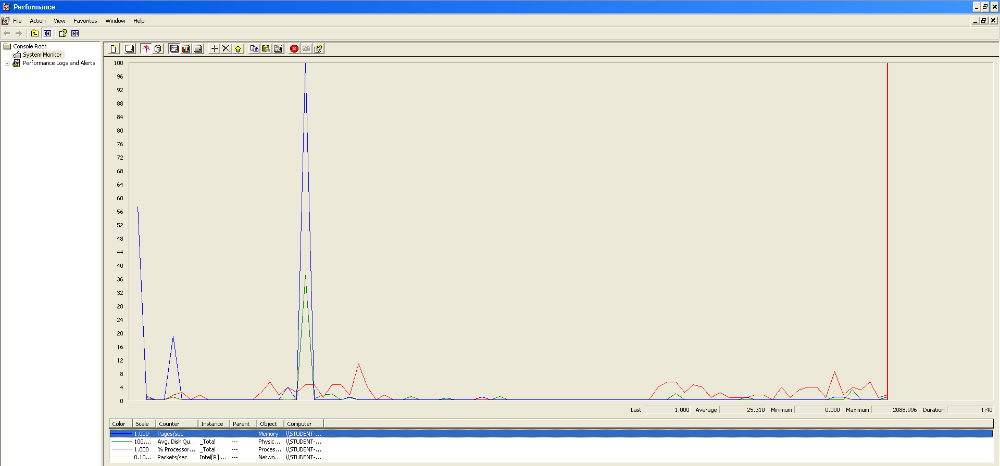 Performance
File Action View Favorites Window Help
Console Root
System Monitor
Performance Logs and Alerts
100
96
92
88
84
80
76
72
68
64
60
56
52
48
44
40
36
32
28
24
20
16
12
8
4
0
Last 1.000 Average 25.310 Minimum 0.000 Maximum 2088.996 Duration 1:40
Color Scale Counter Instance Parent Object Computer
1.000 Pages/sec --- --- Memory \\STUDENT-...
100.... Avg. Disk Qu... _Total --- Physic... \\STUDENT-...
1.000 % Processor... _Total --- Proces... \\STUDENT-...
0.10... Packets/sec Intel[R] ... --- Netwo... \\STUDENT-...